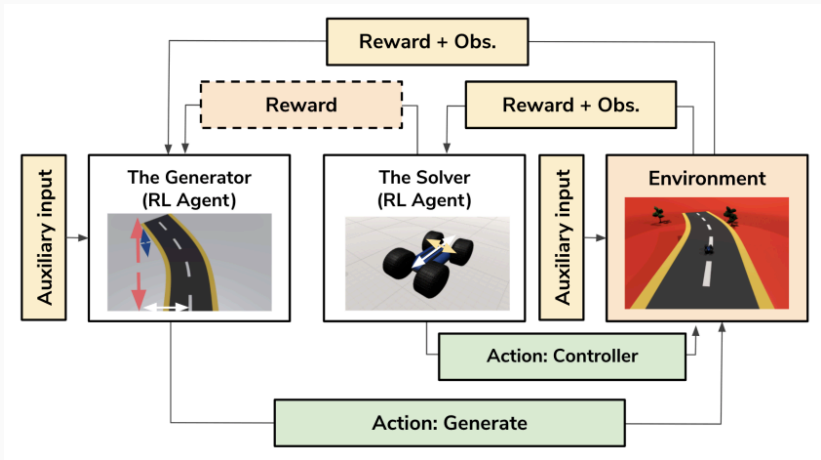 Reward + Obs.
Reward
Reward + Obs.
Auxiliary input
The Generator
(RL Agent)
The Solver
(RL Agent)
Auxiliary input
Environment
Action: Controller
Action: Generate